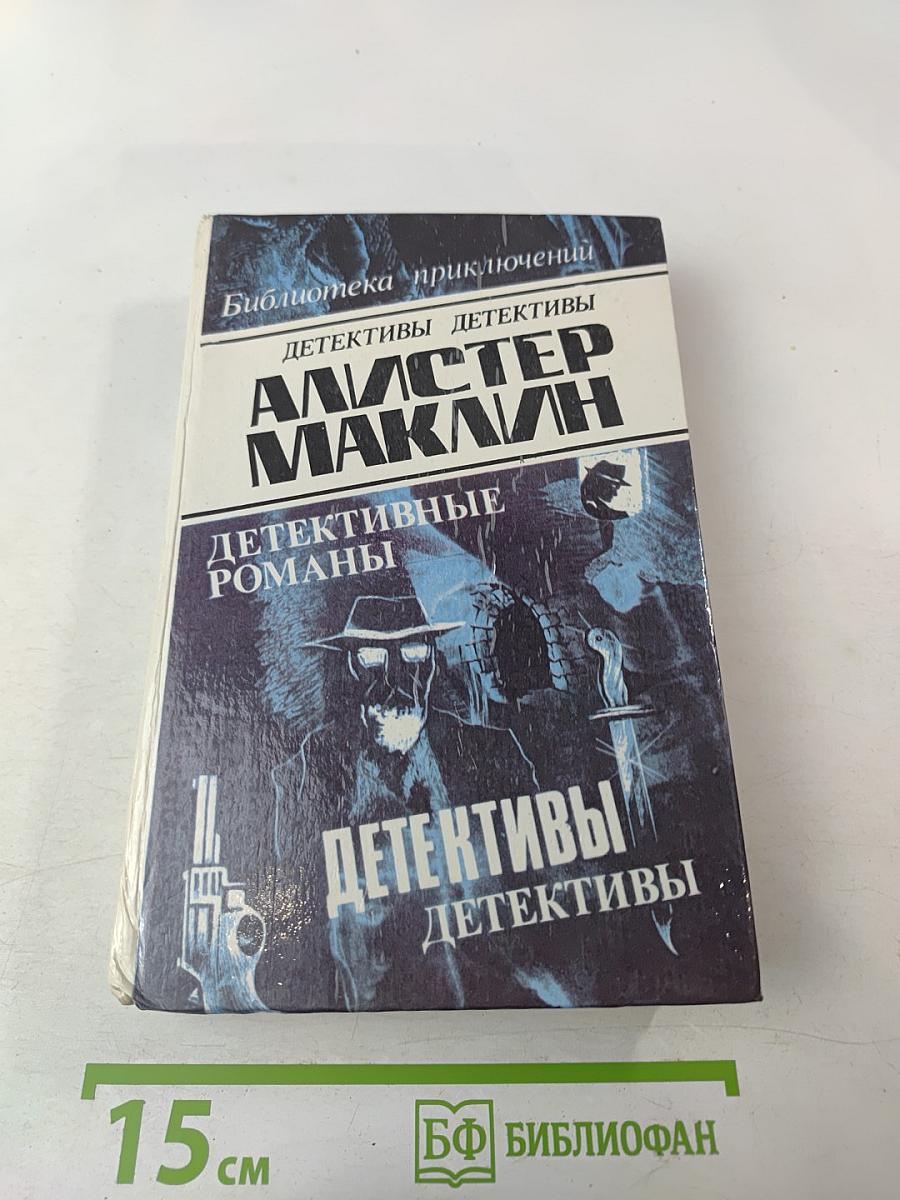 Библиотека приключений
ДЕТЕКТИВЫ ДЕТЕКТИВЫ
АЛИСТЕР
МАКЛИН
ДЕТЕКТИВНЫЕ
РОМАНЫ
ДЕТЕКТИВЫ
ДЕТЕКТИВЫ
15 см
БФ БИБЛИОФАН